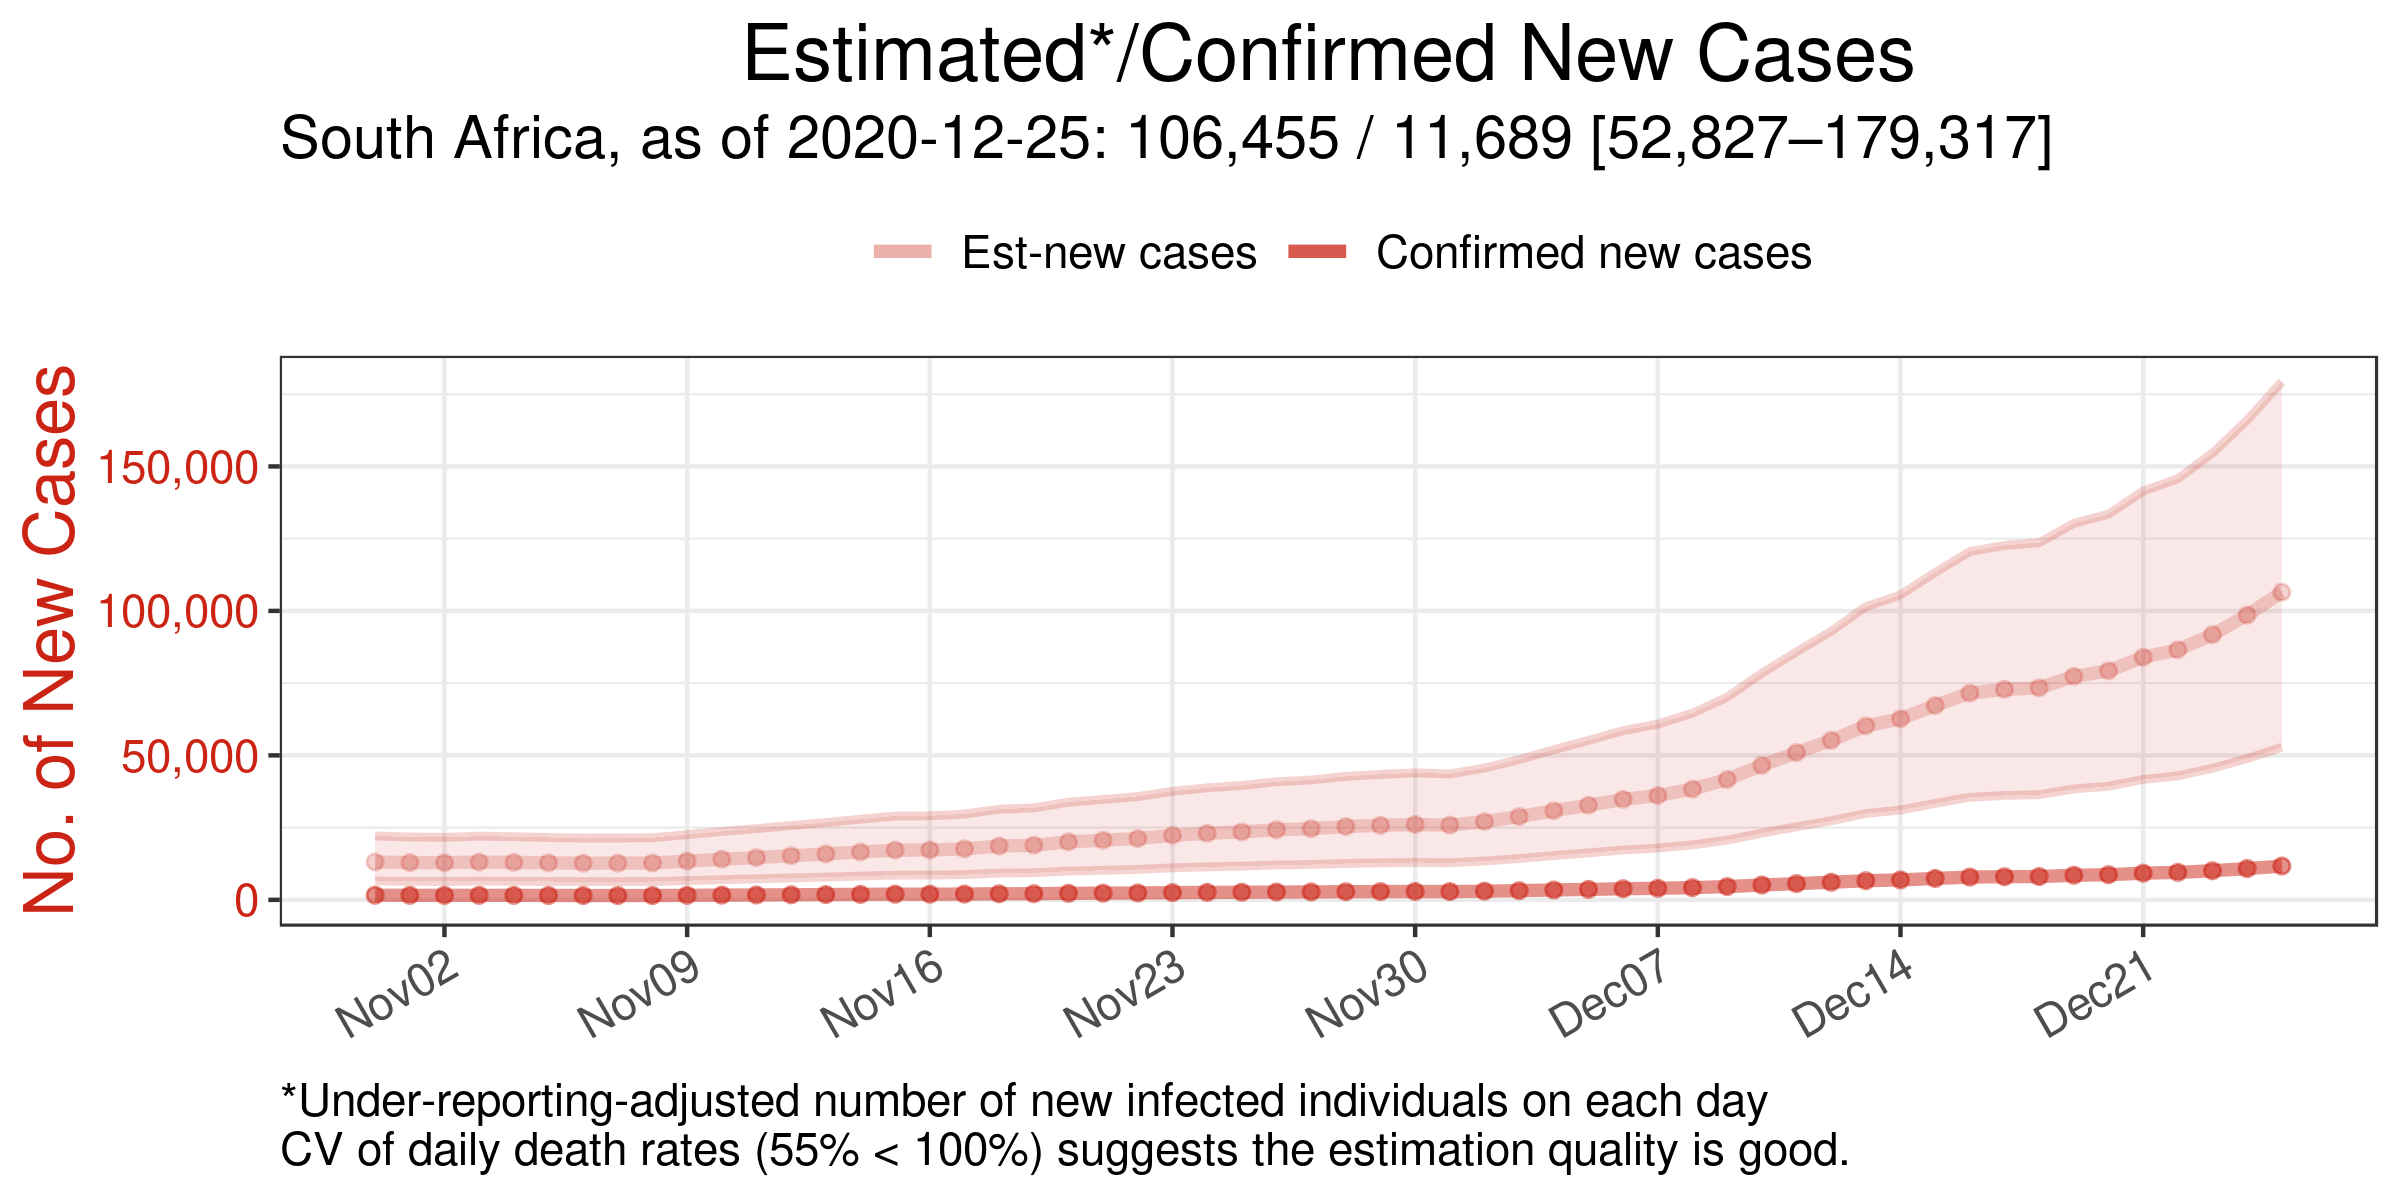 Estimated*/Confirmed New Cases
South Africa, as of 2020-12-25: 106,455 / 11,689 [52,827–179,317]
Est-new cases
Confirmed new cases
No. of New Cases
150,000
100,000
50,000
0
Nov02
Nov09
Nov16
Nov23
Nov30
Dec07
Dec14
Dec21
*Under-reporting-adjusted number of new infected individuals on each day
CV of daily death rates (55% < 100%) suggests the estimation quality is good.